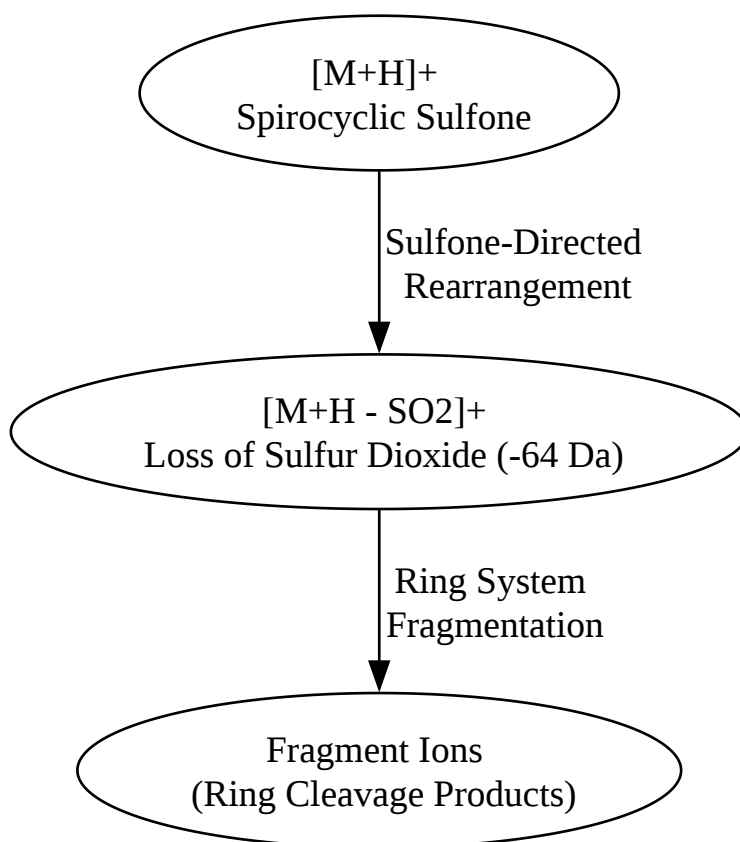 [M+H]+
Spirocyclic Sulfone
Sulfone-Directed
Rearrangement
[M+H - SO2]+
Loss of Sulfur Dioxide (-64 Da)
Ring System
Fragmentation
Fragment Ions
(Ring Cleavage Products)